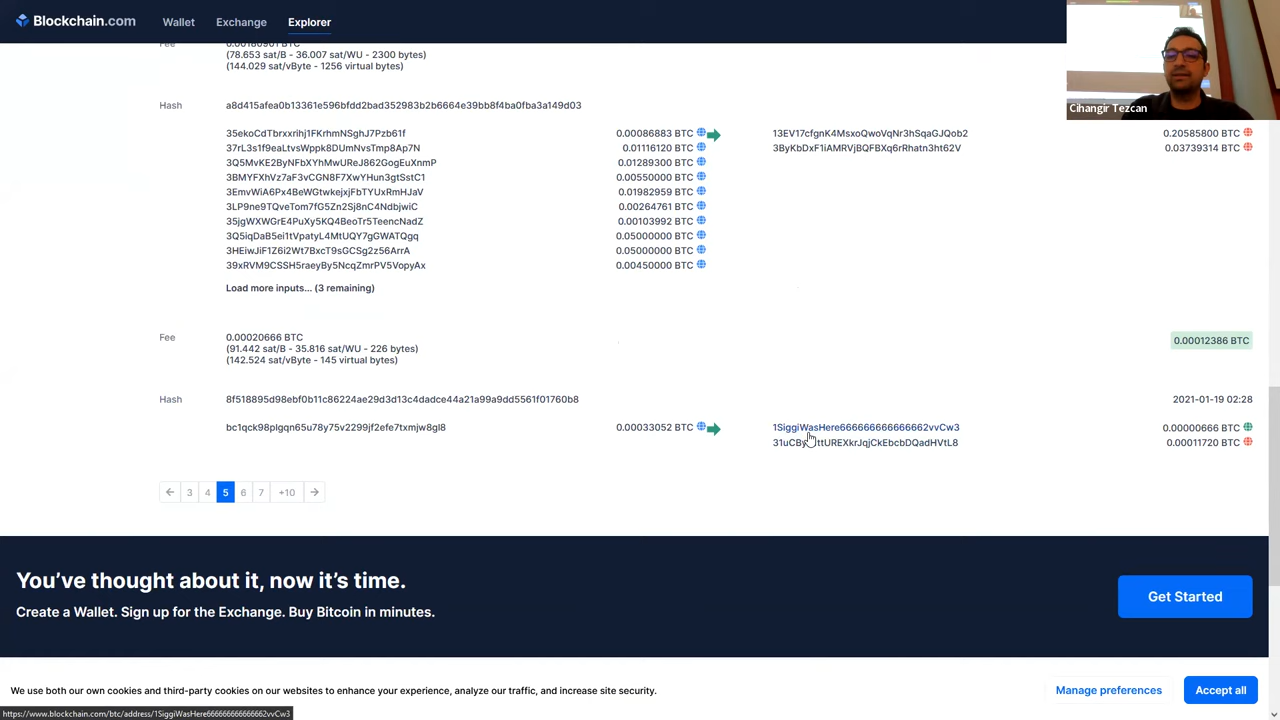 Blockchain.com Wallet Exchange Explorer
Fee 0.00180901 BTC
(78.653 sat/B - 36.007 sat/WU - 2300 bytes)
(144.029 sat/vByte - 1256 virtual bytes)
Cihangir Tezcan
Hash a8d415afea0b13361e596bfdd2bad352983b2b6664e39bb8f4ba0fba3a149d03
35ekoCdTbrxxrihj1FKrhmNSghJ7Pzb61f 0.00086883 BTC 13EV17cfgnK4MsxoQwoVqNr3hSqaGJQob2 0.20585800 BTC
37rL3s1f9eaLtvsWppk8DUmNvsTmp8Ap7N 0.01116120 BTC 3ByKbDxF1iAMRVjBQFBXq6rRhatn3ht62V 0.03739314 BTC
3Q5MvKE2ByNFbXYhMwUReJ862GogEuXnmP 0.01289300 BTC
3BMYFXhVz7aF3vCGN8F7XwYHun3gtSstC1 0.00550000 BTC
3EmvWiA6Px4BeWGtwkejxjFbTYUxRmHJaV 0.01982959 BTC
3LP9ne9TQveTom7fG5Zn2Sj8nC4NdbjwiC 0.00264761 BTC
35jgWXWGrE4PuXy5KQ4BeoTr5TeencNadZ 0.00103992 BTC
3Q5iqDaB5ei1tVpatyL4MtUQY7gGWATQgq 0.05000000 BTC
3HEiwJiF1Z6i2Wt7BxcT9sGCSg2z56ArrA 0.05000000 BTC
39xRVM9CSSH5raeyBy5NcqZmrPV5VopyAx 0.00450000 BTC
Load more inputs... (3 remaining)
Fee 0.00020666 BTC 0.00012386 BTC
(91.442 sat/B - 35.816 sat/WU - 226 bytes)
(142.524 sat/vByte - 145 virtual bytes)
Hash 8f518895d98ebf0b11c86224ae29d3d13c4dadce44a21a99a9dd5561f01760b8 2021-01-19 02:28
bc1qck98plgqn65u78y75v2299jf2efe7txmjw8gl8 0.00033052 BTC 1SiggiWasHere666666666666662vvCw3 0.00000666 BTC
0.00011720 BTC
3 4 5 6 7 +10
You've thought about it, now it's time.
Create a Wallet. Sign up for the Exchange. Buy Bitcoin in minutes.
Get Started
We use both our own cookies and third-party cookies on our websites to enhance your experience, analyze our traffic, and increase site security.
Manage preferences Accept all
https://www.blockchain.com/btc/address/1SiggiWasHere666666666666662vvCw3